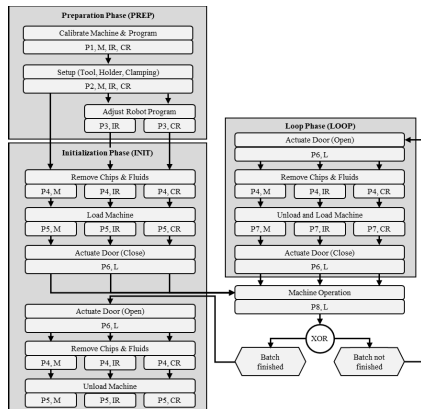 Preparation Phase (PREP)
Calibrate Machine & Program
P1, M, IR, CR
Setup (Tool, Holder, Clamping)
P2, M, IR, CR
Adjust Robot Program
P3, IR
P3, CR
Initialization Phase (INIT)
Remove Chips & Fluids
P4, M
P4, IR
P4, CR
Load Machine
P5, M
P5, IR
P5, CR
Actuate Door (Close)
P6, L
Actuate Door (Open)
P6, L
Remove Chips & Fluids
P4, M
P4, IR
P4, CR
Unload Machine
P5, M
P5, IR
P5, CR
Loop Phase (LOOP)
Actuate Door (Open)
P6, L
Remove Chips & Fluids
P4, M
P4, IR
P4, CR
Unload and Load Machine
P7, M
P7, IR
P7, CR
Actuate Door (Close)
P6, L
Machine Operation
P8, L
XOR
Batch
finished
Batch not
finished